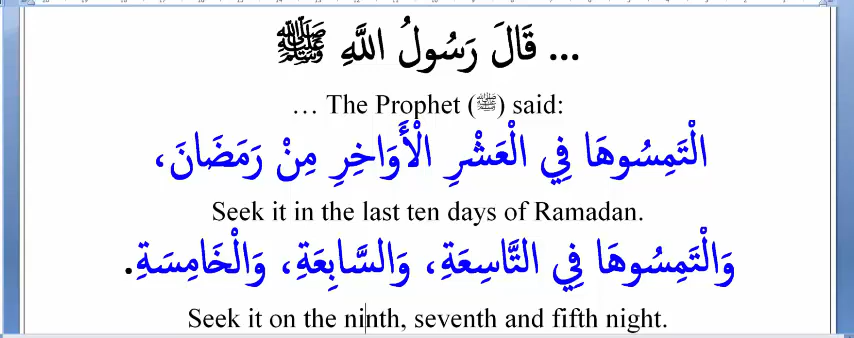 ... قَالَ رَسُولُ اللَّهِ ﷺ
… The Prophet (ﷺ) said:
الْتَمِسُوهَا فِي الْعَشْرِ الْأَوَاخِرِ مِنْ رَمَضَانَ،
Seek it in the last ten days of Ramadan.
وَالْتَمِسُوهَا فِي التَّاسِعَةِ، وَالسَّابِعَةِ، وَالْخَامِسَةِ.
Seek it on the ninth, seventh and fifth night.